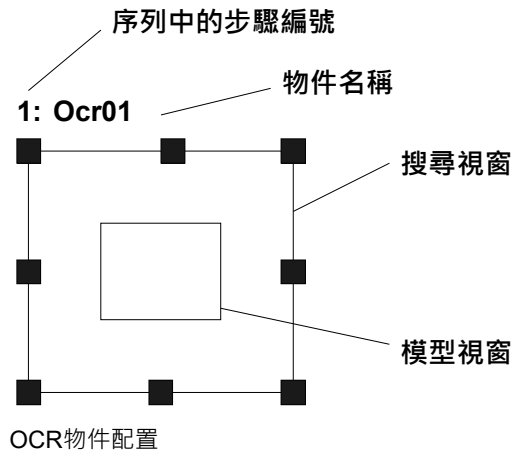 序列中的步驟編號
物件名稱
1: Ocr01
搜尋視窗
模型視窗
OCR物件配置